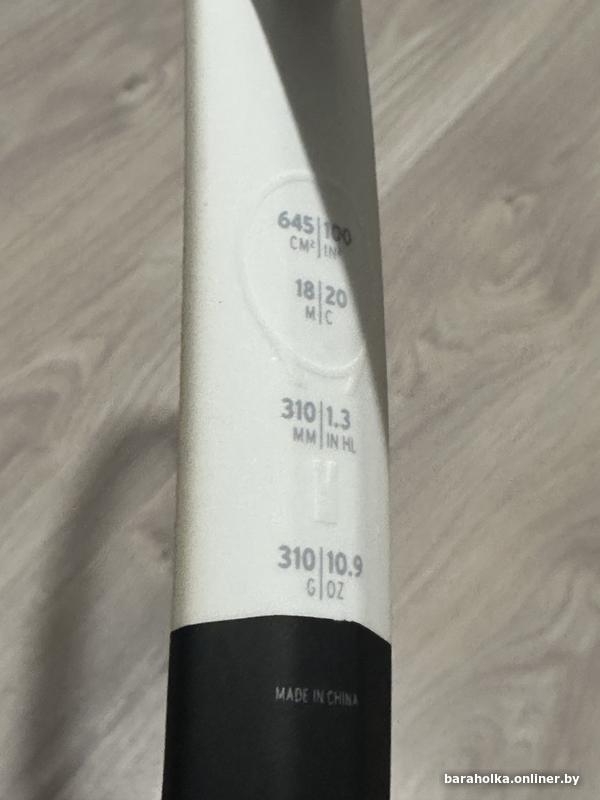 645|100
CM²|IN²
18|20
M|C
310|1.3
MM|IN HL
310|10.9
G|OZ
MADE IN CHINA
baraholka.onliner.by